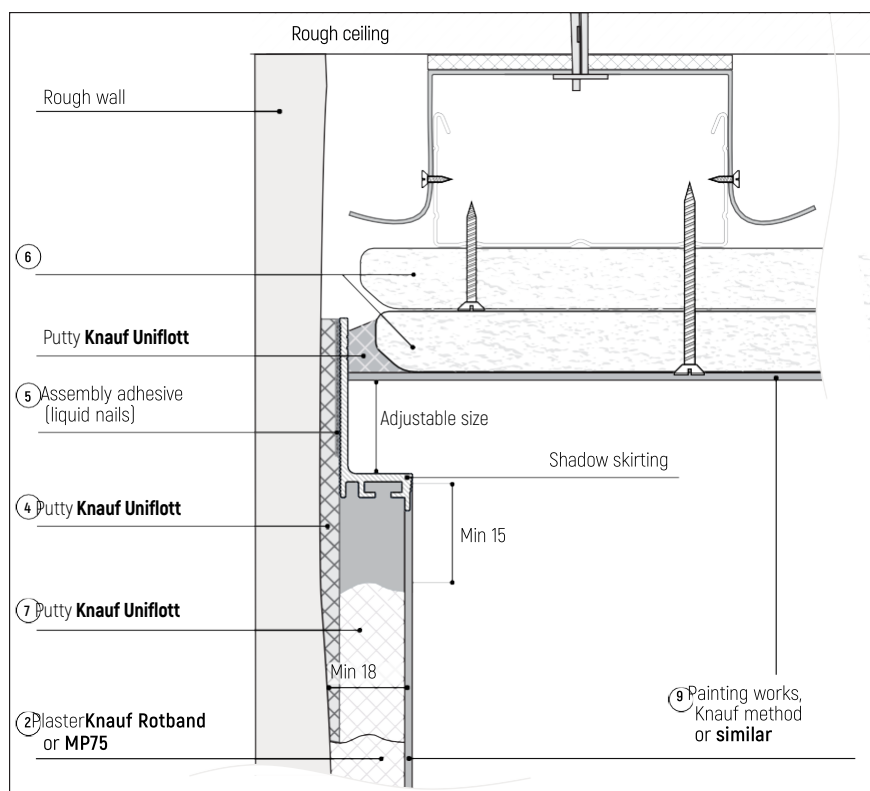 Rough ceiling
Rough wall
6
Putty Knauf Uniflott
5 Assembly adhesive
(liquid nails)
Adjustable size
Shadow skirting
4 Putty Knauf Uniflott
Min 15
7 Putty Knauf Uniflott
Min 18
2 Plaster Knauf Rotband
or MP75
9 Painting works,
Knauf method
or similar